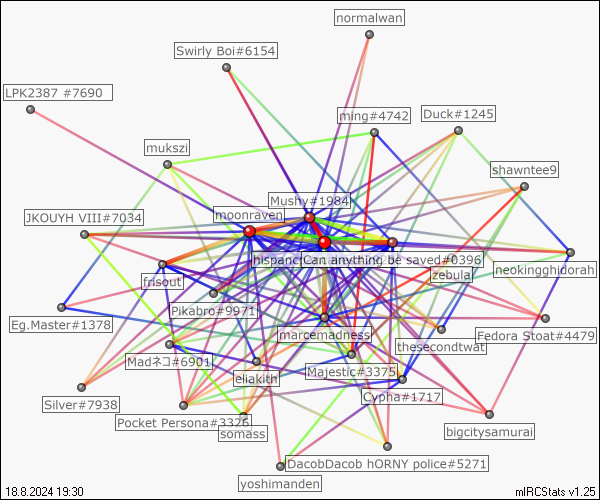 normalwan
Swirly Boi#6154
LPK2387 #7690
ming#4742
Duck#1245
mukszi
shawntee9
Mushy#1984
JKOUYH VIII#7034
moonraven
hispanc
Can anything be saved#0396
zebula
neokingghidorah
frisout
Pikabro#9971
Eg.Master#1378
marcemadness
thesecondtwat
Fedora Stoat#4479
Madネコ#6901
eliakith
Majestic#3375
Cypha#1717
Silver#7938
Pocket Persona#3326
somass
bigcitysamurai
DacobDacob hORNY police#5271
yoshimanden
18.8.2024 19:30
mIRCStats v1.25